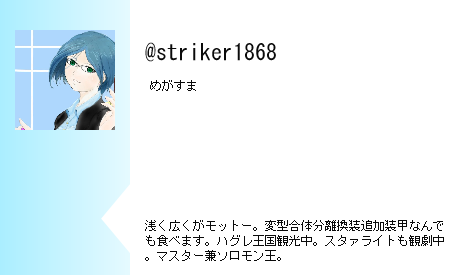 @striker1868
めがすま
浅く広くがモットー。変型合体分離換装追加装甲なんで
も食べます。ハグレ王国観光中。スタァライトも観劇中
。マスター兼ソロモン王。